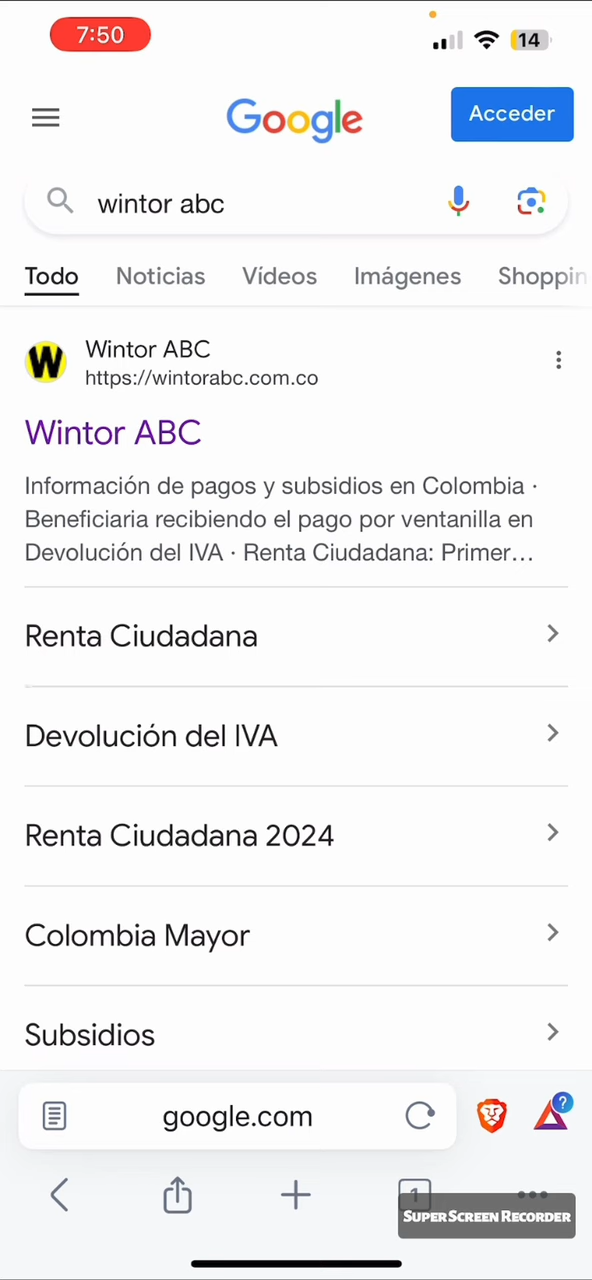 7:50
14
Google
Acceder
wintor abc
Todo Noticias Vídeos Imágenes Shoppin
W
Wintor ABC
https://wintorabc.com.co
Wintor ABC
Información de pagos y subsidios en Colombia ·
Beneficiaria recibiendo el pago por ventanilla en
Devolución del IVA · Renta Ciudadana: Primer...
Renta Ciudadana
Devolución del IVA
Renta Ciudadana 2024
Colombia Mayor
Subsidios
google.com
?
1
SUPER SCREEN RECORDER